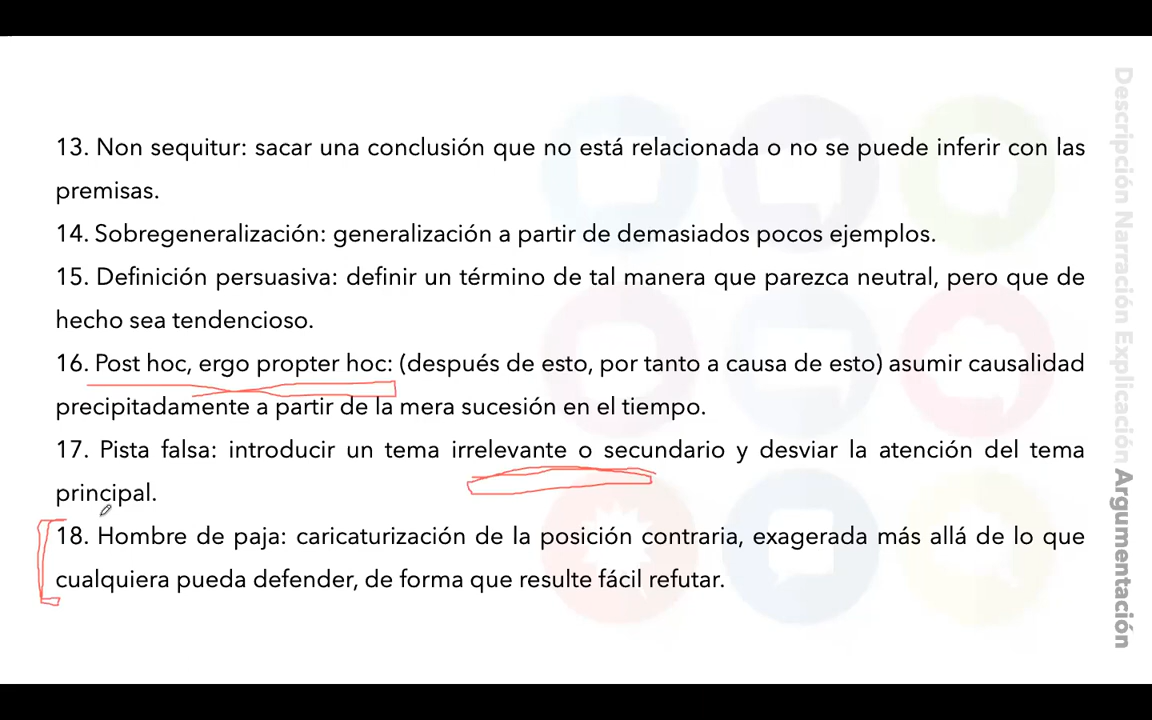 13. Non sequitur: sacar una conclusión que no está relacionada o no se puede inferir con las
premisas.
14. Sobregeneralización: generalización a partir de demasiados pocos ejemplos.
15. Definición persuasiva: definir un término de tal manera que parezca neutral, pero que de
hecho sea tendencioso.
16. Post hoc, ergo propter hoc: (después de esto, por tanto a causa de esto) asumir causalidad
precipitadamente a partir de la mera sucesión en el tiempo.
17. Pista falsa: introducir un tema irrelevante o secundario y desviar la atención del tema
principal.
18. Hombre de paja: caricaturización de la posición contraria, exagerada más allá de lo que
cualquiera pueda defender, de forma que resulte fácil refutar.
Descripción Narración Explicación Argumentación